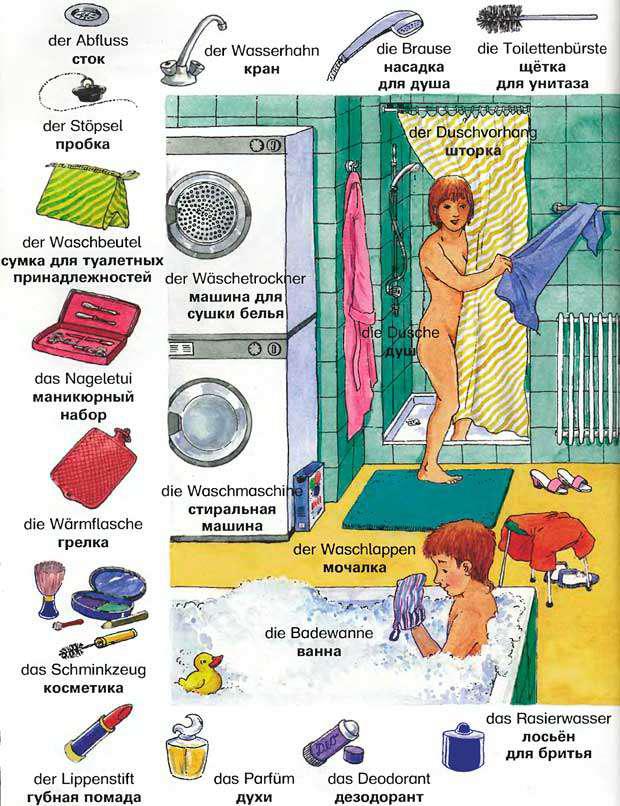 der Abfluss
сток
der Wasserhahn
кран
die Brause
насадка
для душа
die Toilettenbürste
щётка
для унитаза
der Stöpsel
пробка
der Duschvorhang
шторка
der Waschbeutel
сумка для туалетных
принадлежностей
der Wäschetrockner
машина для
сушки белья
die Dusche
душ
das Nageletui
маникюрный
набор
die Waschmaschine
стиральная
машина
die Wärmflasche
грелка
der Waschlappen
мочалка
die Badewanne
ванна
das Schminkzeug
косметика
der Lippenstift
губная помада
das Parfüm
духи
Deo
das Deodorant
дезодорант
das Rasierwasser
лосьён
для бритья